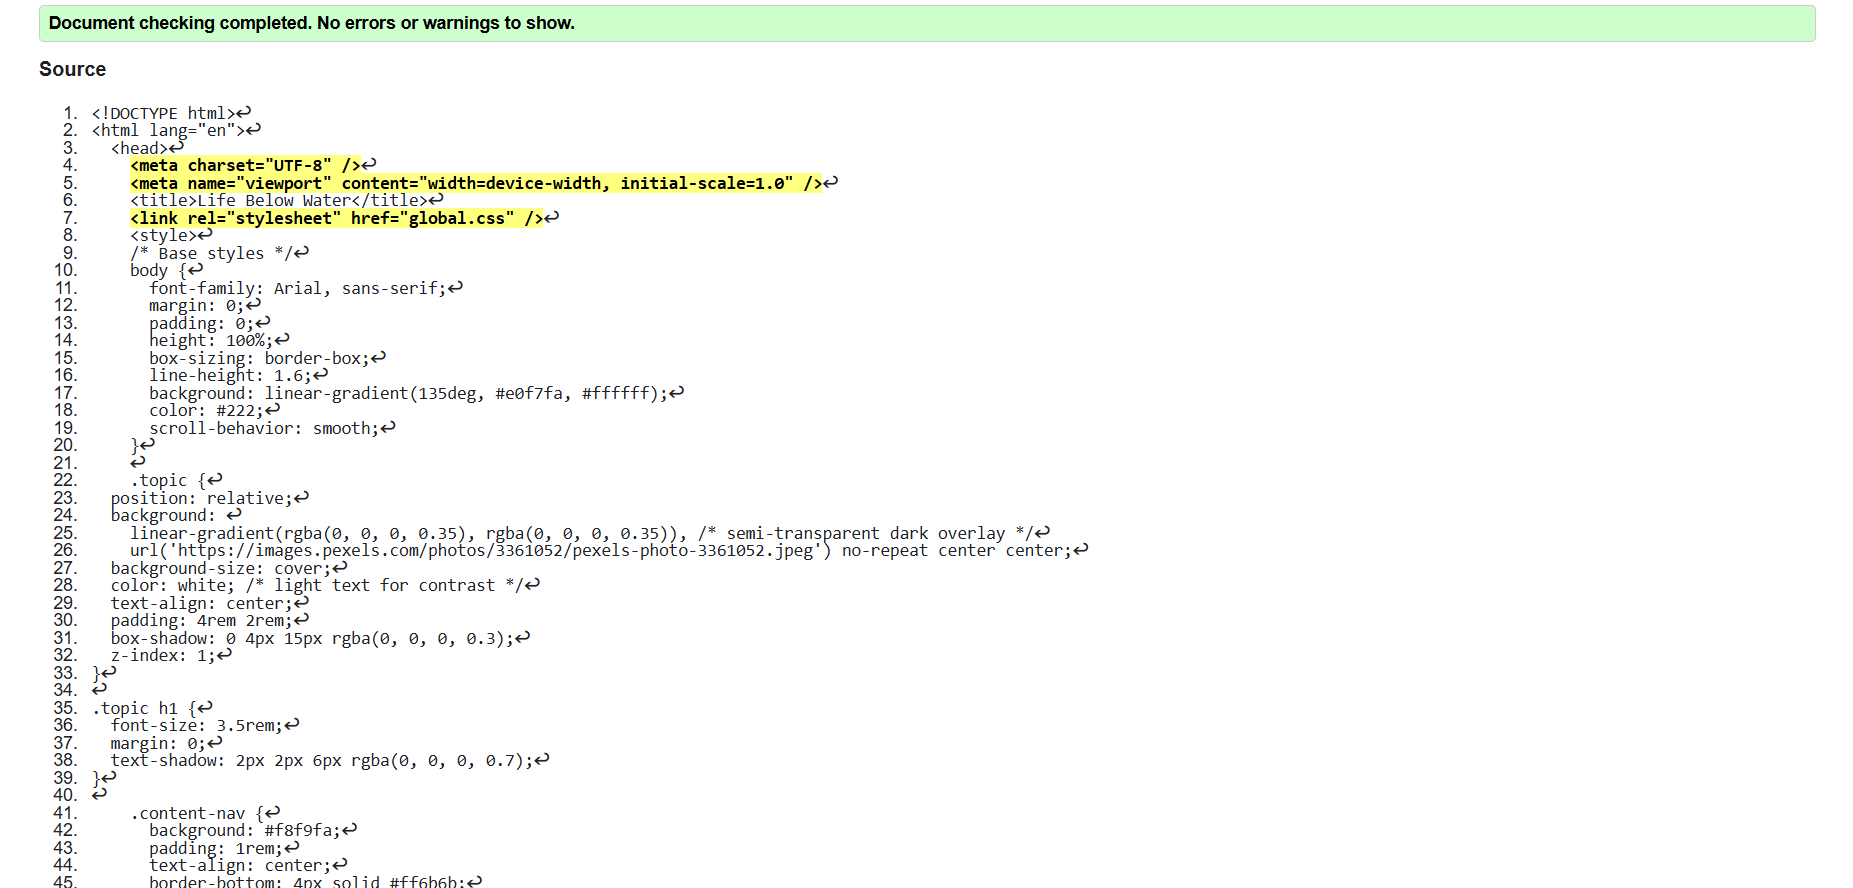 Document checking completed. No errors or warnings to show.
Source
1. <!DOCTYPE html>↩
2. <html lang="en">↩
3.   <head>↩
4.     <meta charset="UTF-8" />↩
5.     <meta name="viewport" content="width=device-width, initial-scale=1.0" />↩
6.     <title>Life Below Water</title>↩
7.     <link rel="stylesheet" href="global.css" />↩
8.     <style>↩
9.     /* Base styles */↩
10.     body {↩
11.       font-family: Arial, sans-serif;↩
12.       margin: 0;↩
13.       padding: 0;↩
14.       height: 100%;↩
15.       box-sizing: border-box;↩
16.       line-height: 1.6;↩
17.       background: linear-gradient(135deg, #e0f7fa, #ffffff);↩
18.       color: #222;↩
19.       scroll-behavior: smooth;↩
20.     }↩
21.     ↩
22.     .topic {↩
23.   position: relative;↩
24.   background: ↩
25.     linear-gradient(rgba(0, 0, 0, 0.35), rgba(0, 0, 0, 0.35)), /* semi-transparent dark overlay */↩
26.     url('https://images.pexels.com/photos/3361052/pexels-photo-3361052.jpeg') no-repeat center center;↩
27.   background-size: cover;↩
28.   color: white; /* light text for contrast */↩
29.   text-align: center;↩
30.   padding: 4rem 2rem;↩
31.   box-shadow: 0 4px 15px rgba(0, 0, 0, 0.3);↩
32.   z-index: 1;↩
33. }↩
34. ↩
35. .topic h1 {↩
36.   font-size: 3.5rem;↩
37.   margin: 0;↩
38.   text-shadow: 2px 2px 6px rgba(0, 0, 0, 0.7);↩
39. }↩
40. ↩
41.     .content-nav {↩
42.       background: #f8f9fa;↩
43.       padding: 1rem;↩
44.       text-align: center;↩
45.       border-bottom: 4px solid #ff6b6b;↩